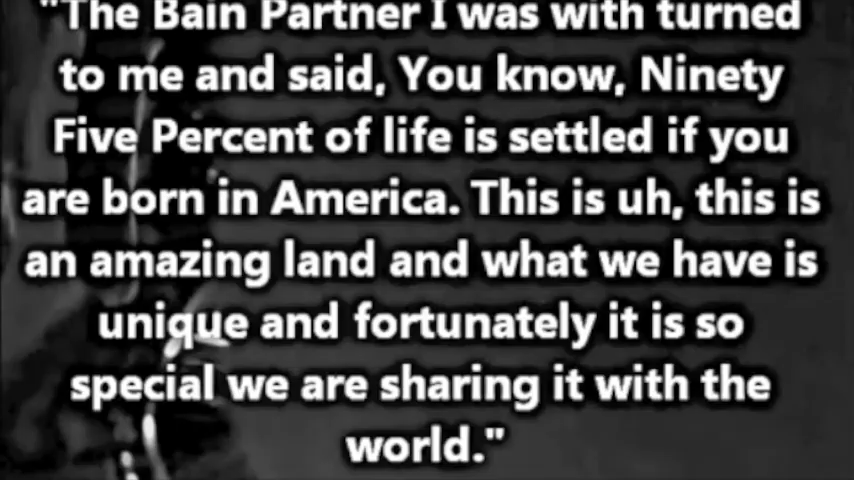 "The Bain Partner I was with turned
to me and said, You know, Ninety
Five Percent of life is settled if you
are born in America. This is uh, this is
an amazing land and what we have is
unique and fortunately it is so
special we are sharing it with the
world."